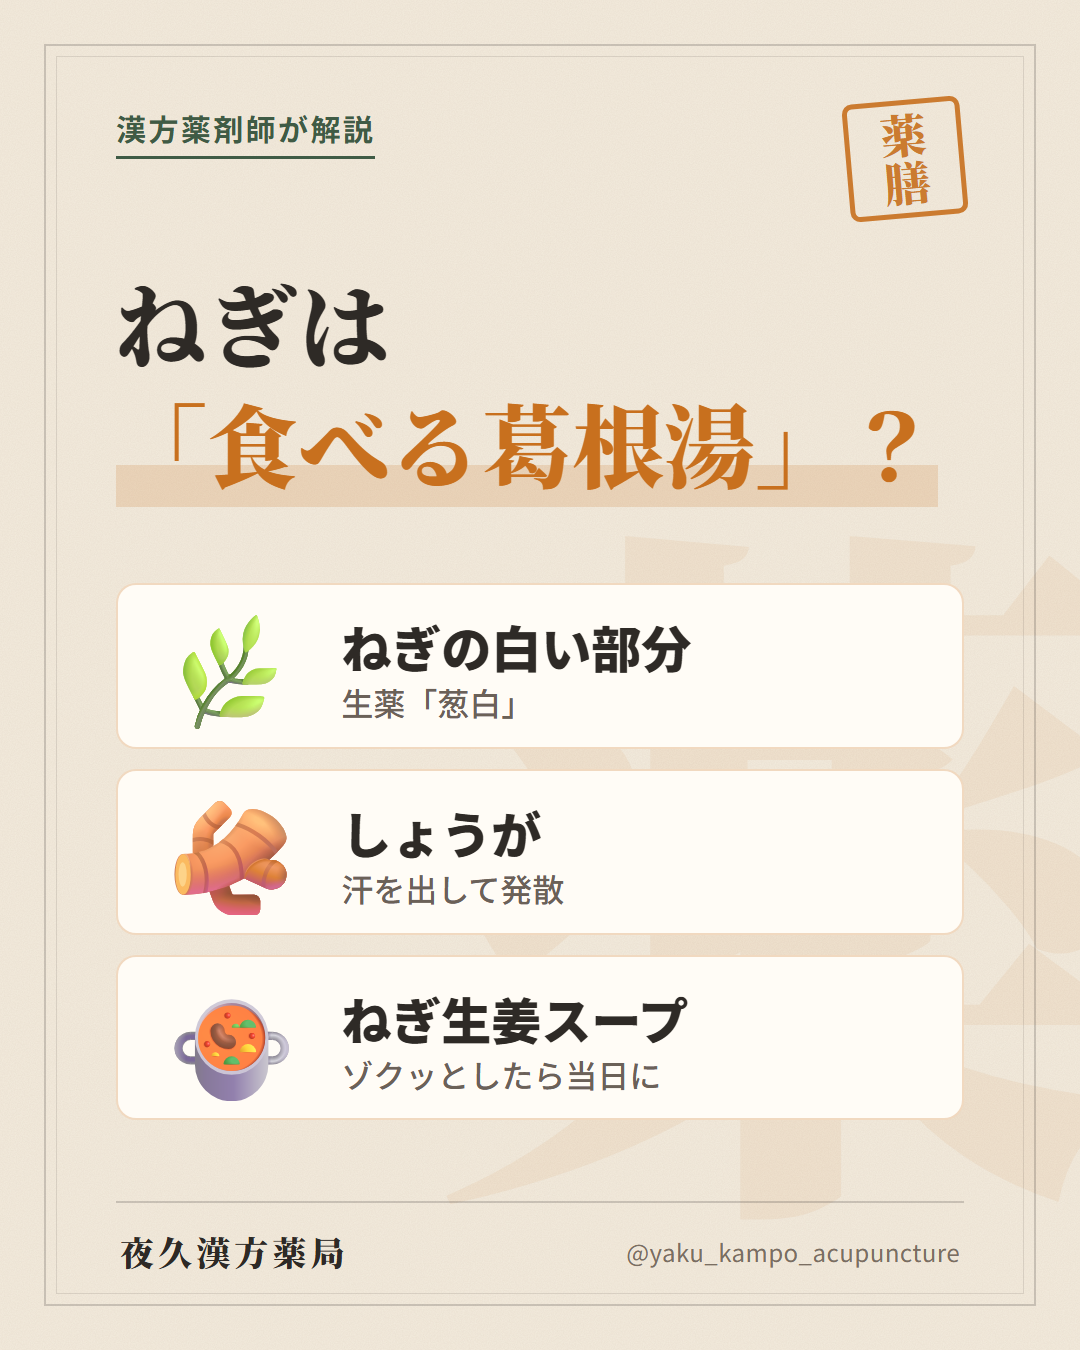 漢方薬剤師が解説
薬
膳
ねぎは
「食べる葛根湯」？
ねぎの白い部分
生薬「葱白」
しょうが
汗を出して発散
ねぎ生姜スープ
ゾクッとしたら当日に
夜久漢方薬局
@yaku_kampo_acupuncture
薬